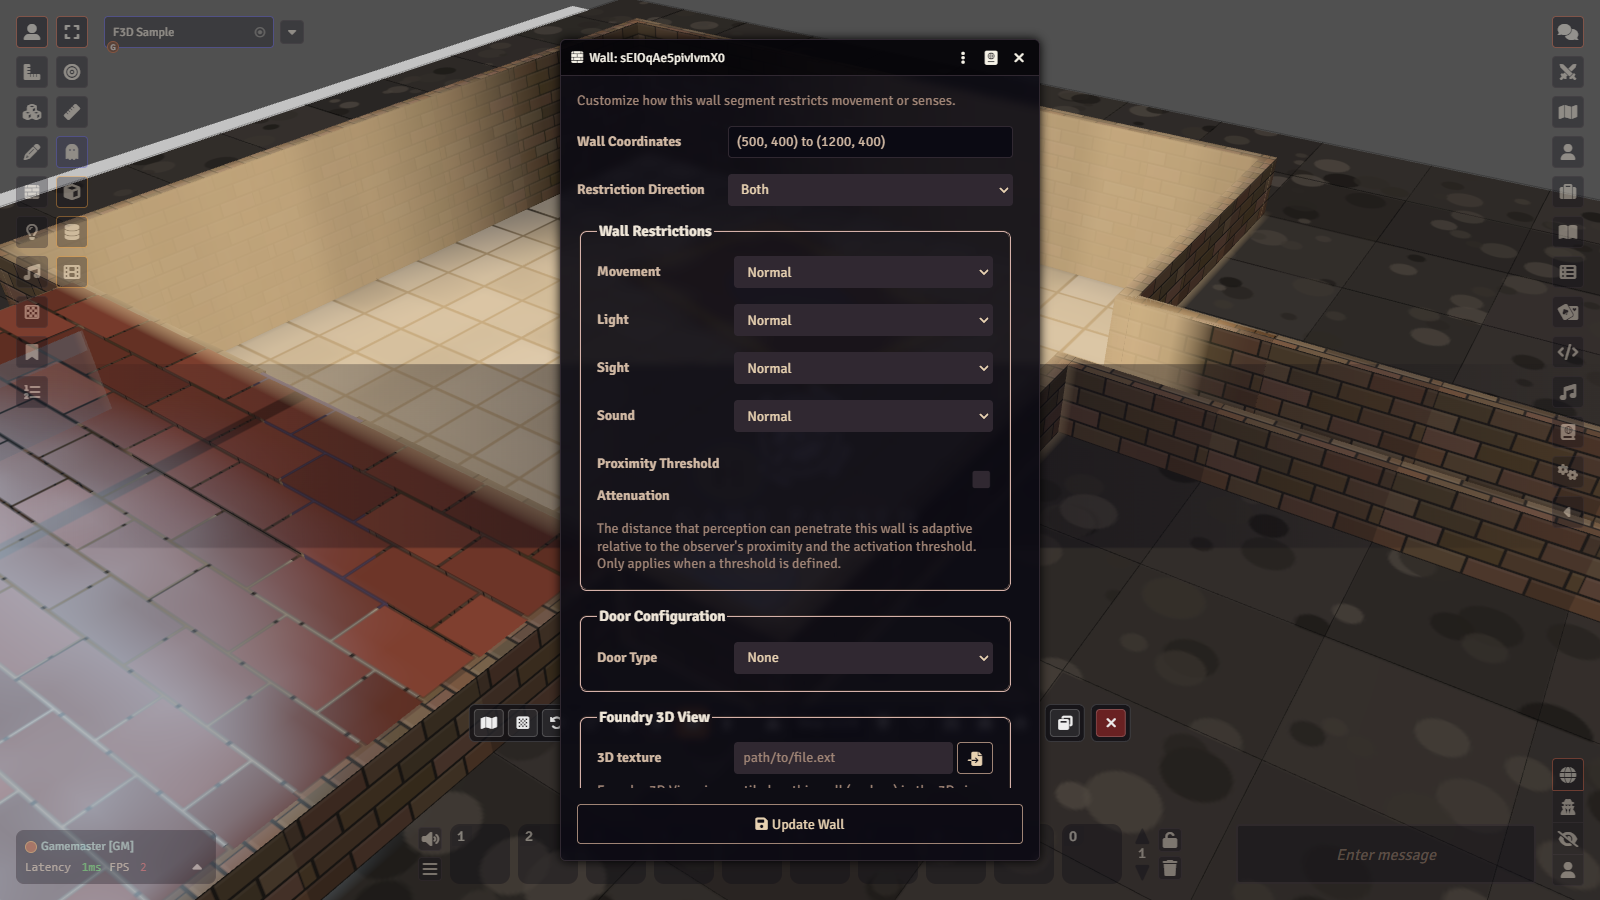 F3D Sample
G
Wall: sEIOqAe5pivlvmX0
Customize how this wall segment restricts movement or senses.
Wall Coordinates
(500, 400) to (1200, 400)
Restriction Direction
Both
Wall Restrictions
Movement
Normal
Light
Normal
Sight
Normal
Sound
Normal
Proximity Threshold
Attenuation
The distance that perception can penetrate this wall is adaptive
relative to the observer's proximity and the activation threshold.
Only applies when a threshold is defined.
Door Configuration
Door Type
None
Foundry 3D View
3D texture
path/to/file.ext
Update Wall
Gamemaster [GM]
Latency 1ms FPS 2
1
2
0
1
Enter message